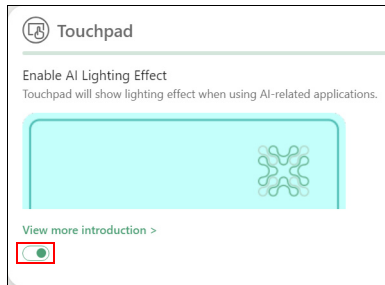 Touchpad
Enable AI Lighting Effect
Touchpad will show lighting effect when using AI-related applications.
View more introduction >